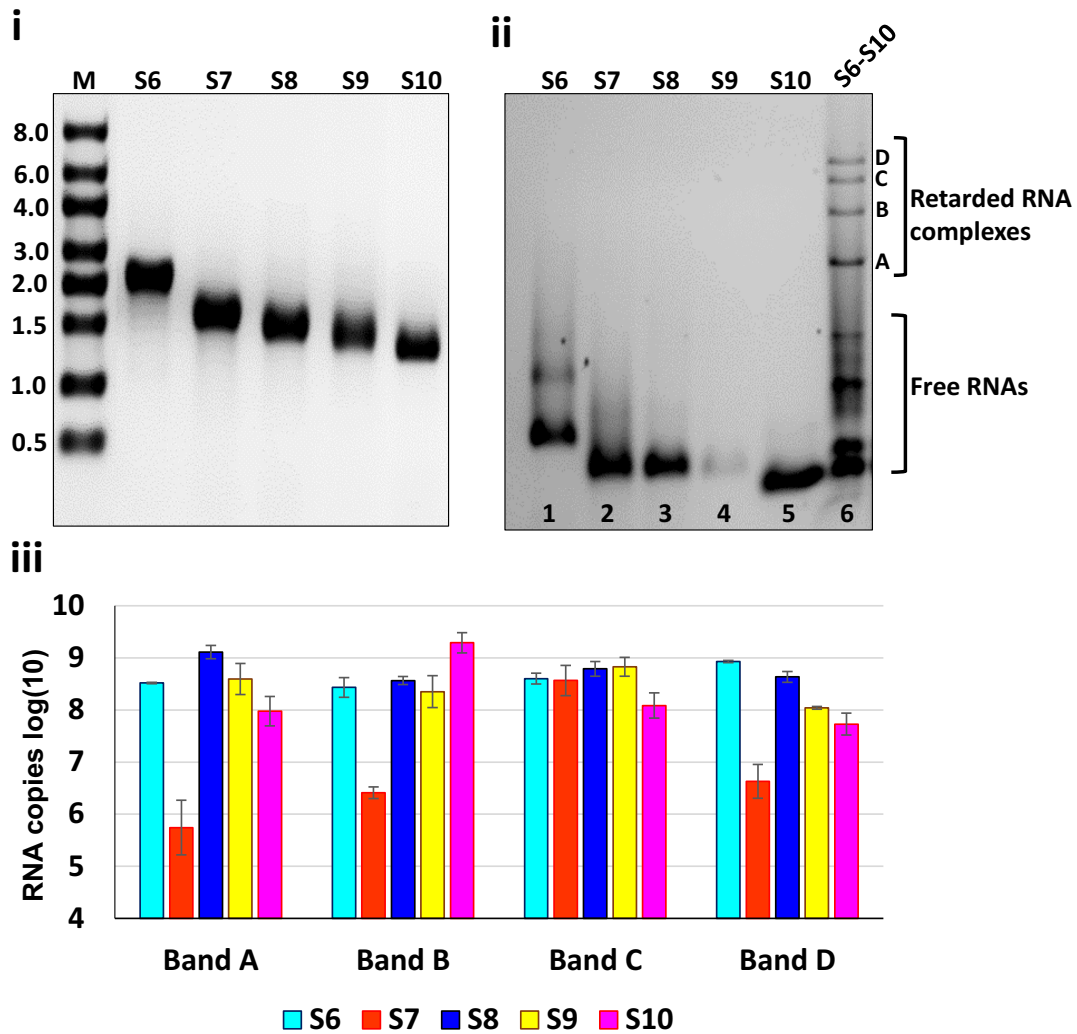 i
M S6 S7 S8 S9 S10
8.0
6.0
4.0
3.0
2.0
1.5
1.0
0.5
ii
S6 S7 S8 S9 S10 S6-S10
D
C
B
A
Retarded RNA
complexes
Free RNAs
1 2 3 4 5 6
iii
RNA copies log(10)
10
9
8
7
6
5
4
Band A Band B Band C Band D
S6 S7 S8 S9 S10